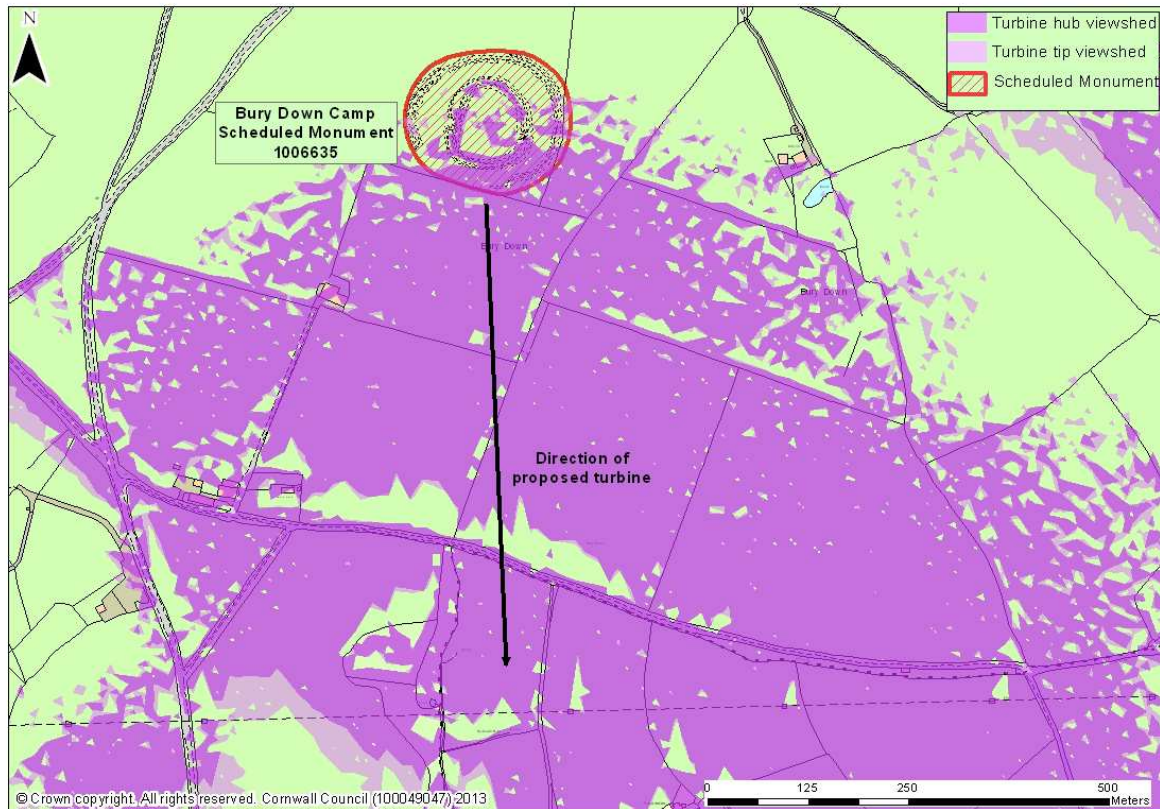 N
Turbine hub viewshed
Turbine tip viewshed
Scheduled Monument
Bury Down Camp
Scheduled Monument
1006635
Bury Down
Bury Down
Direction of
proposed turbine
© Crown copyright. All rights reserved. Cornwall Council (100049047) 2013
0 125 250 500
Meters